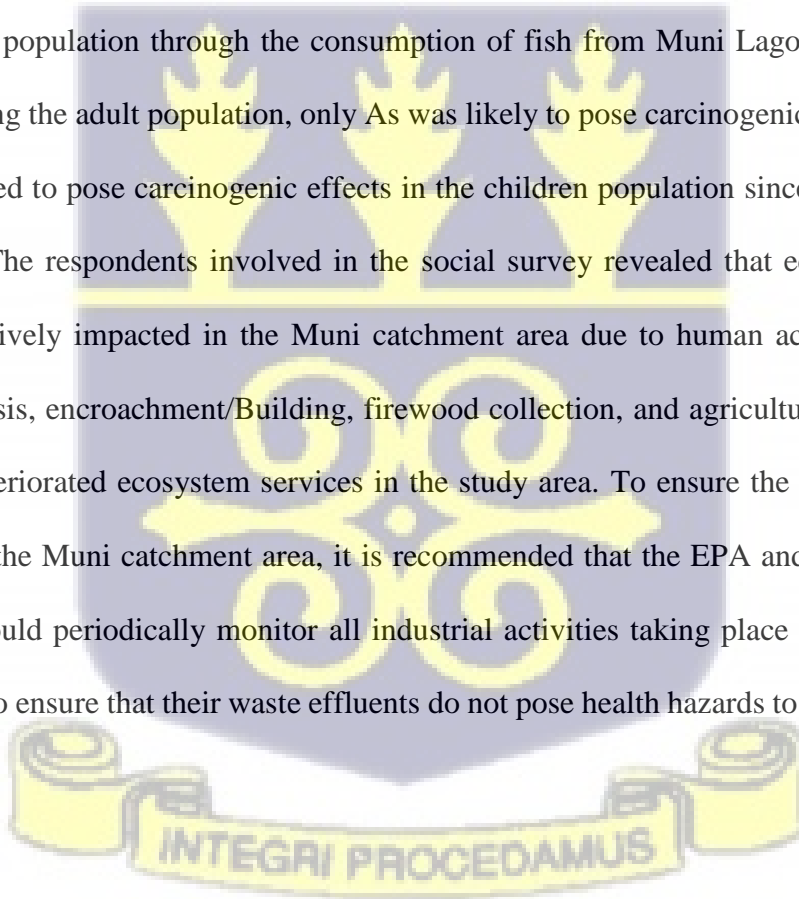 population through the consumption of fish from Muni Lago
ng the adult population, only As was likely to pose carcinogenic
ed to pose carcinogenic effects in the children population since
The respondents involved in the social survey revealed that e
ively impacted in the Muni catchment area due to human ac
sis, encroachment/Building, firewood collection, and agricultu
eriorated ecosystem services in the study area. To ensure the
the Muni catchment area, it is recommended that the EPA and
ould periodically monitor all industrial activities taking place
o ensure that their waste effluents do not pose health hazards to
INTEGRI PROCEDAMUS